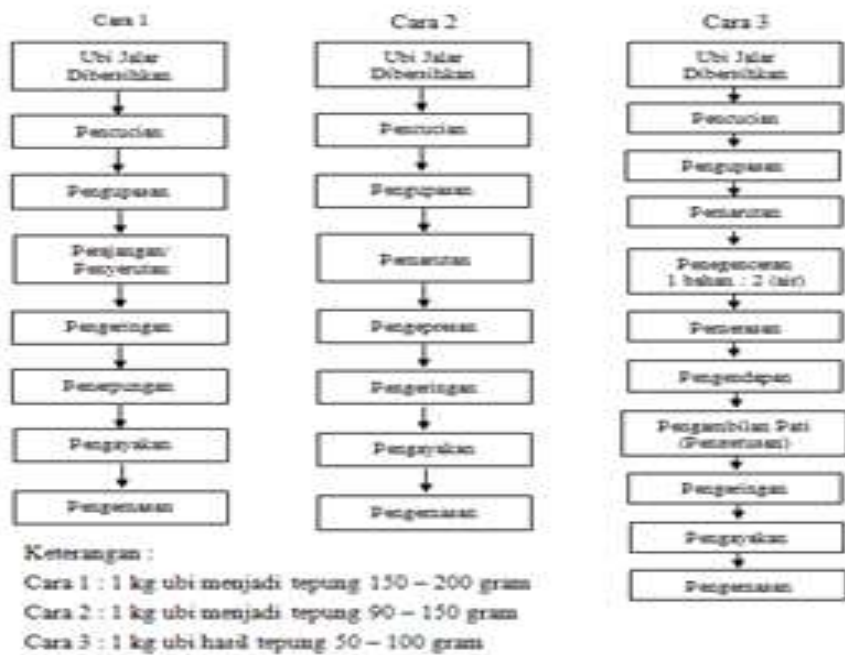 Cara 1
Ubi Jalar
Dibersihkan
Pencucian
Pengupasan
Perajangan/
Penyerutan
Pengeringan
Penepungan
Pengayakan
Pengemasan
Cara 2
Ubi Jalar
Dibersihkan
Pencucian
Pengupasan
Pemarutan
Pengepresan
Pengeringan
Pengayakan
Pengemasan
Cara 3
Ubi Jalar
Dibersihkan
Pencucian
Pengupasan
Pemarutan
Pengenceran
1 bahan : 2 (air)
Pemerasan
Pengendapan
Pengambilan Pati
(Penyerutan)
Pengeringan
Pengayakan
Pengemasan
Keterangan :
Cara 1 : 1 kg ubi menjadi tepung 150 – 200 gram
Cara 2 : 1 kg ubi menjadi tepung 90 – 150 gram
Cara 3 : 1 kg ubi hasil tepung 50 – 100 gram